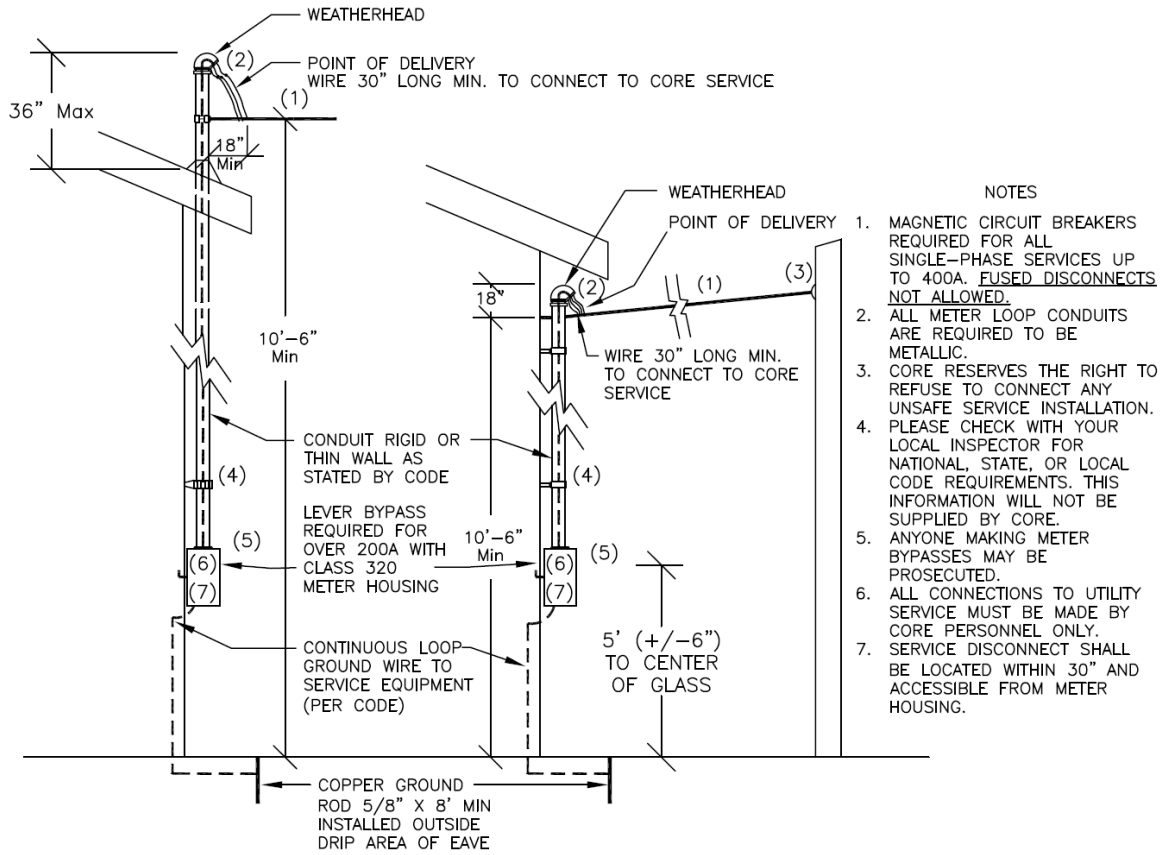 WEATHERHEAD
(2)
POINT OF DELIVERY
WIRE 30" LONG MIN. TO CONNECT TO CORE SERVICE
(1)
36" Max
18"
Min
10'-6"
Min
CONDUIT RIGID OR
THIN WALL AS
STATED BY CODE
(4)
LEVER BYPASS
REQUIRED FOR
OVER 200A WITH
CLASS 320
METER HOUSING
(5)
(6)
(7)
CONTINUOUS LOOP
GROUND WIRE TO
SERVICE EQUIPMENT
(PER CODE)
COPPER GROUND
ROD 5/8" X 8' MIN
INSTALLED OUTSIDE
DRIP AREA OF EAVE
WEATHERHEAD
POINT OF DELIVERY
(2)
(1)
(3)
18"
WIRE 30" LONG MIN.
TO CONNECT TO CORE
SERVICE
(4)
10'-6"
Min
(5)
(6)
(7)
5' (+/-6")
TO CENTER
OF GLASS
NOTES
1. MAGNETIC CIRCUIT BREAKERS
REQUIRED FOR ALL
SINGLE-PHASE SERVICES UP
TO 400A. FUSED DISCONNECTS
NOT ALLOWED.
2. ALL METER LOOP CONDUITS
ARE REQUIRED TO BE
METALLIC.
3. CORE RESERVES THE RIGHT TO
REFUSE TO CONNECT ANY
UNSAFE SERVICE INSTALLATION.
4. PLEASE CHECK WITH YOUR
LOCAL INSPECTOR FOR
NATIONAL, STATE, OR LOCAL
CODE REQUIREMENTS. THIS
INFORMATION WILL NOT BE
SUPPLIED BY CORE.
5. ANYONE MAKING METER
BYPASSES MAY BE
PROSECUTED.
6. ALL CONNECTIONS TO UTILITY
SERVICE MUST BE MADE BY
CORE PERSONNEL ONLY.
7. SERVICE DISCONNECT SHALL
BE LOCATED WITHIN 30" AND
ACCESSIBLE FROM METER
HOUSING.